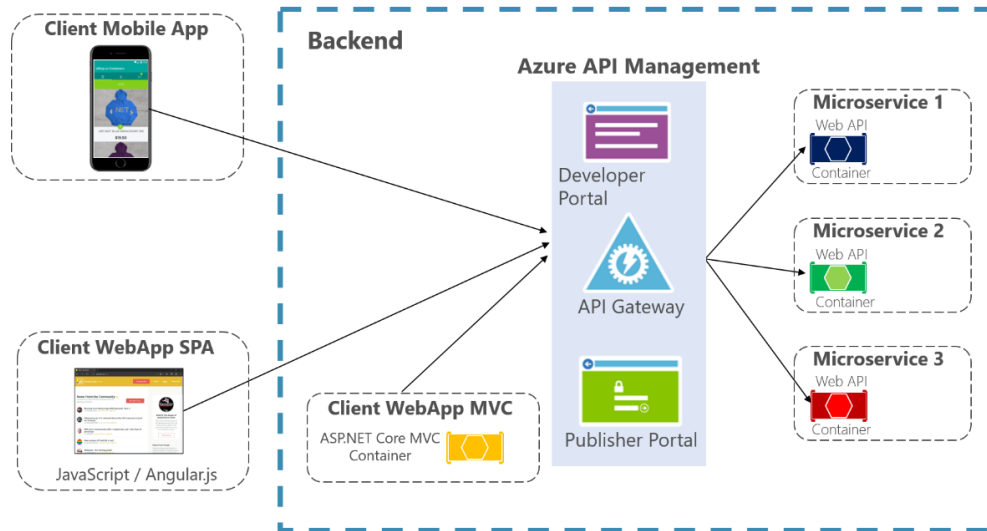 Client Mobile App
Backend
Azure API Management
Developer
Portal
API Gateway
Publisher Portal
Microservice 1
Web API
Container
Microservice 2
Web API
Container
Microservice 3
Web API
Container
Client WebApp SPA
JavaScript / Angular.js
Client WebApp MVC
ASP.NET Core MVC
Container